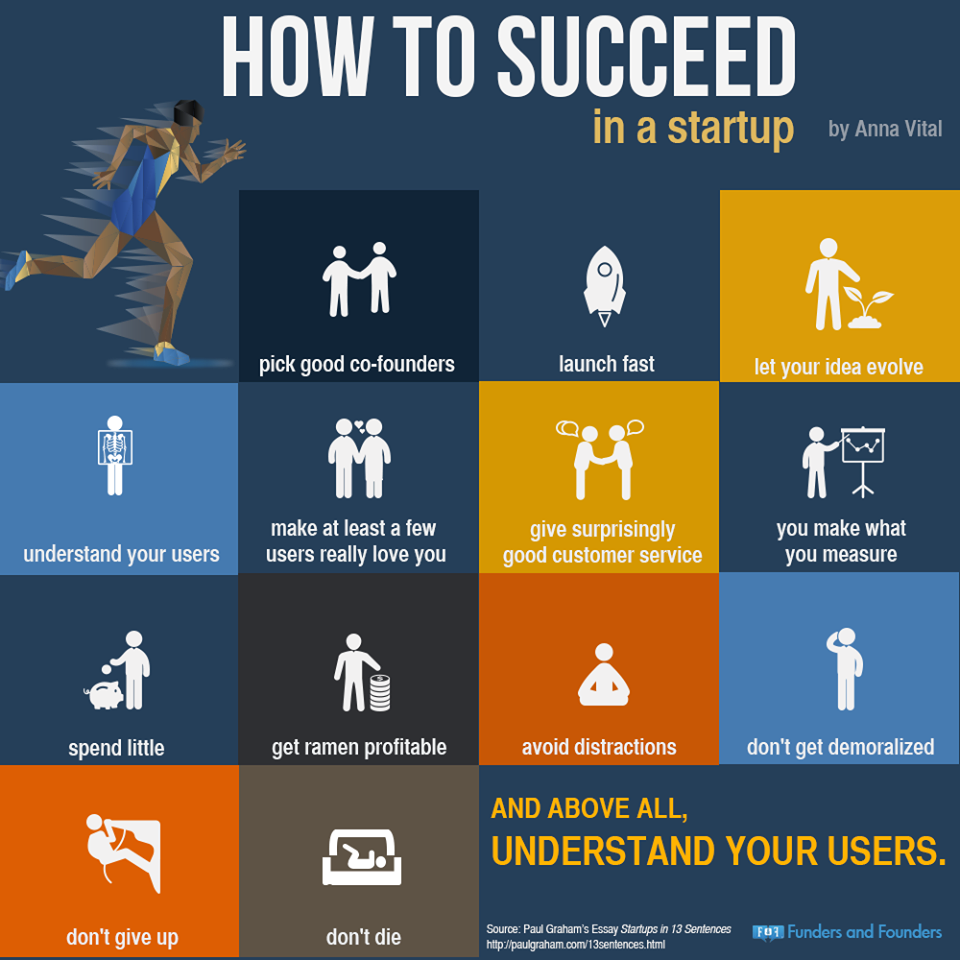 HOW TO SUCCEED
in a startup
by Anna Vital
pick good co-founders
launch fast
let your idea evolve
understand your users
make at least a few
users really love you
give surprisingly
good customer service
you make what
you measure
spend little
get ramen profitable
avoid distractions
don't get demoralized
don't give up
don't die
AND ABOVE ALL,
UNDERSTAND YOUR USERS.
Source: Paul Graham's Essay Startups in 13 Sentences
http://paulgraham.com/13sentences.html
Funders and Founders